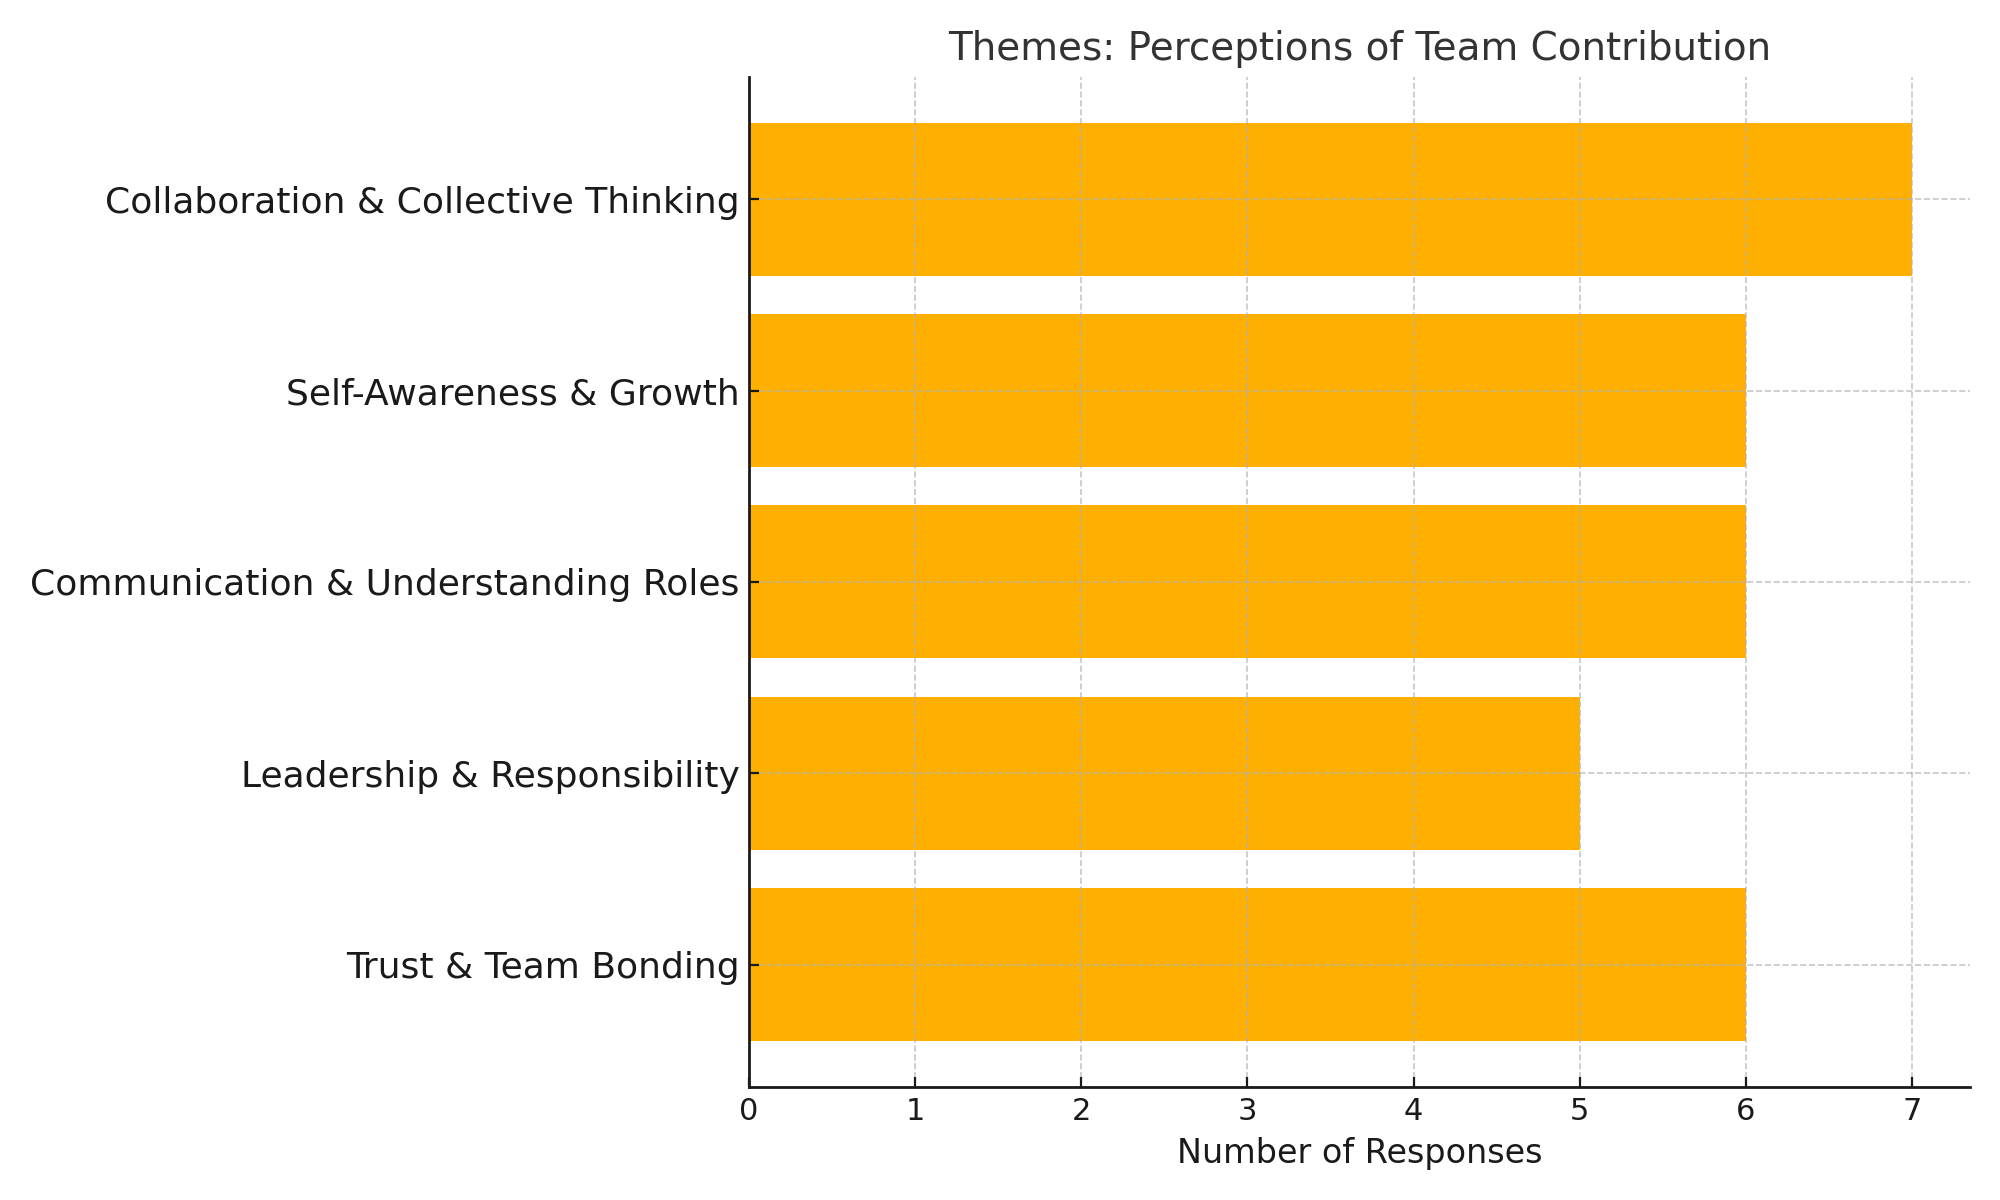 Themes: Perceptions of Team Contribution
Collaboration & Collective Thinking
Self-Awareness & Growth
Communication & Understanding Roles
Leadership & Responsibility
Trust & Team Bonding
0 1 2 3 4 5 6 7
Number of Responses